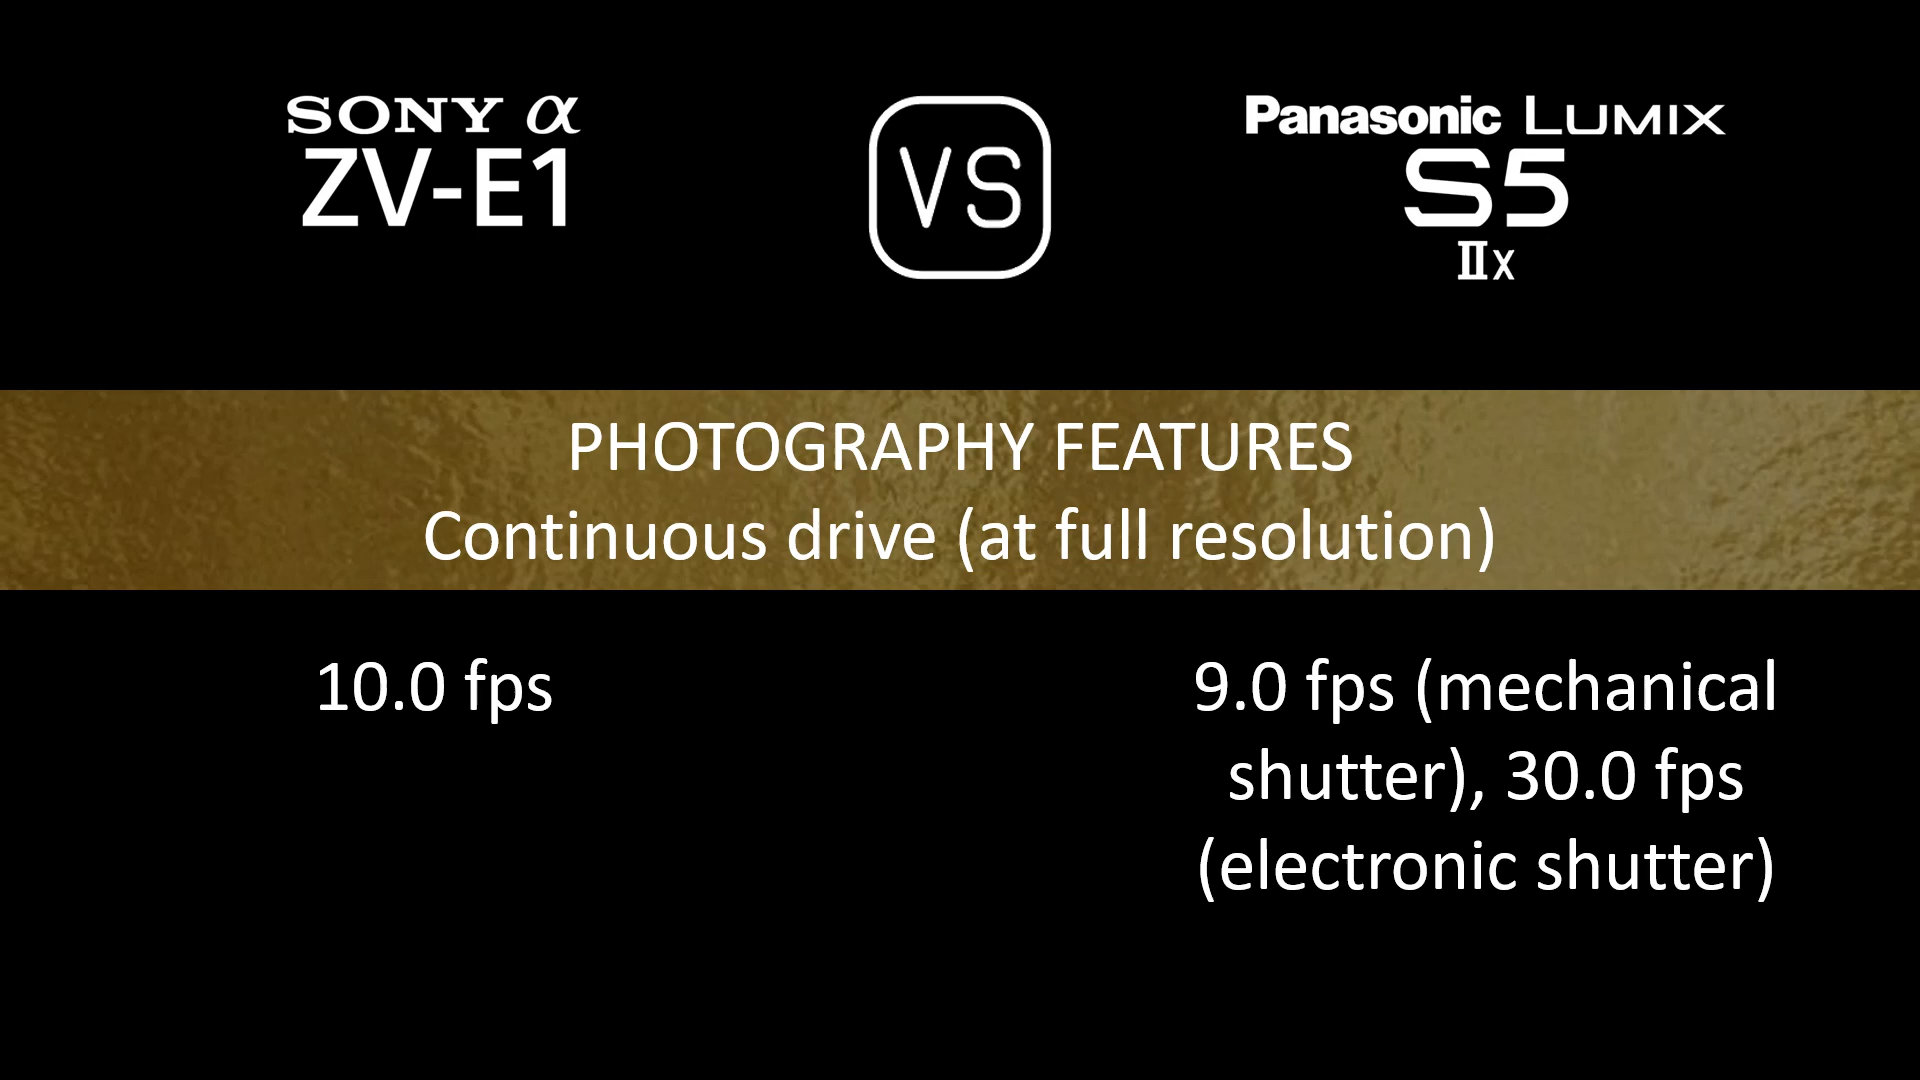 SONY α
ZV-E1
VS
Panasonic LUMIX
S5
IIX
PHOTOGRAPHY FEATURES
Continuous drive (at full resolution)
10.0 fps
9.0 fps (mechanical
shutter), 30.0 fps
(electronic shutter)